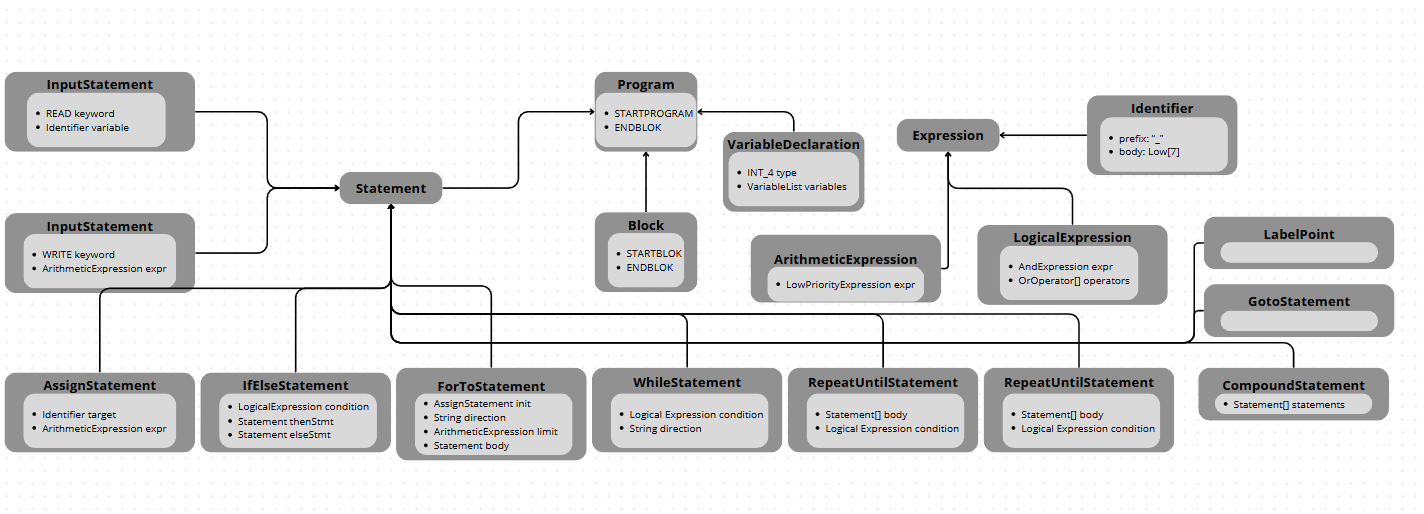 InputStatement
• READ keyword
• Identifier variable
InputStatement
• WRITE keyword
• ArithmeticExpression expr
Statement
Program
• STARTPROGRAM
• ENDBLOK
VariableDeclaration
• INT_4 type
• VariableList variables
Block
• STARTBLOK
• ENDBLOK
Expression
Identifier
• prefix: "_"
• body: Low[7]
ArithmeticExpression
• LowPriorityExpression expr
LogicalExpression
• AndExpression expr
• OrOperator[] operators
LabelPoint
GotoStatement
AssignStatement
• Identifier target
• ArithmeticExpression expr
IfElseStatement
• LogicalExpression condition
• Statement thenStmt
• Statement elseStmt
ForToStatement
• AssignStatement init
• String direction
• ArithmeticExpression limit
• Statement body
WhileStatement
• Logical Expression condition
• String direction
RepeatUntilStatement
• Statement[] body
• Logical Expression condition
RepeatUntilStatement
• Statement[] body
• Logical Expression condition
CompoundStatement
• Statement[] statements